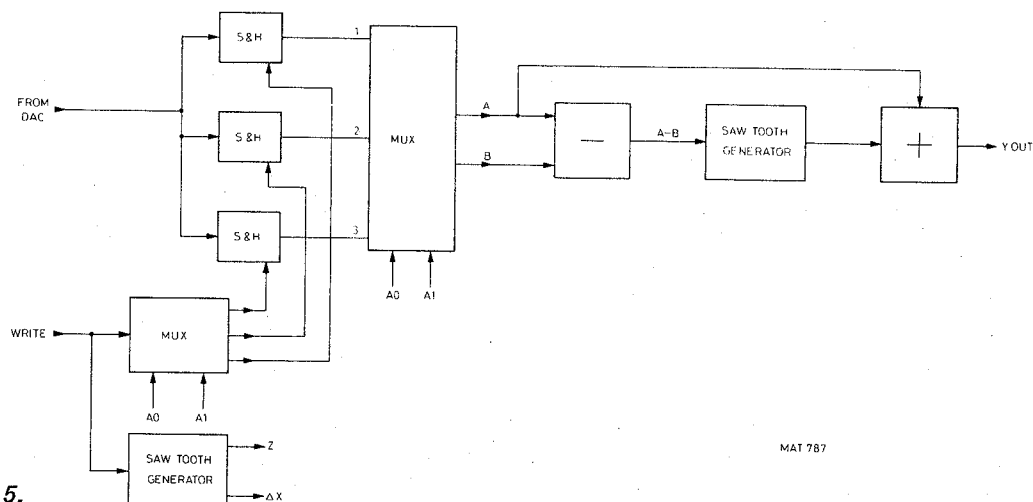 S&H
1
FROM
DAC
S&H
2
MUX
A
B
—
A-B
SAW TOOTH
GENERATOR
+
Y OUT
S&H
3
A0
A1
WRITE
MUX
A0
A1
SAW TOOTH
GENERATOR
Z
ΔX
MAT 787
5.